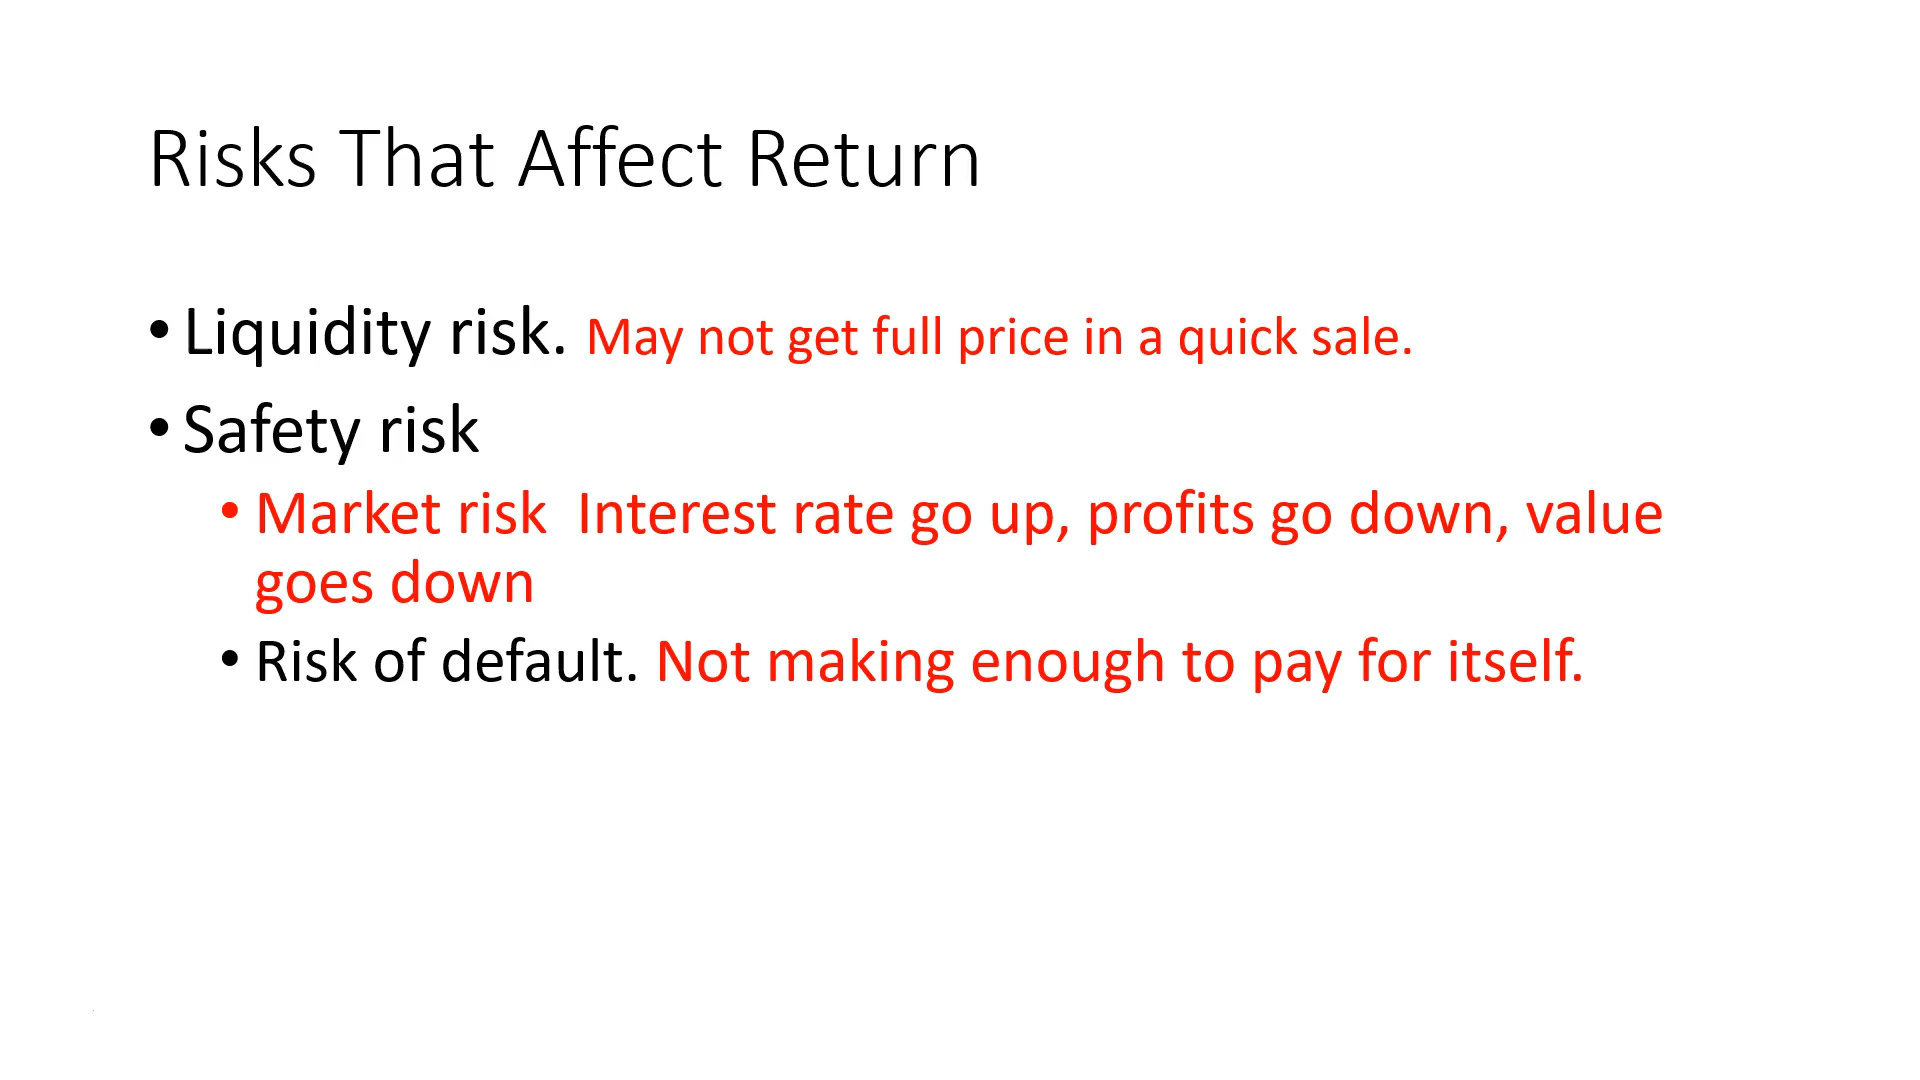 Risks That Affect Return
• Liquidity risk. May not get full price in a quick sale.
• Safety risk
• Market risk  Interest rate go up, profits go down, value
goes down
• Risk of default. Not making enough to pay for itself.